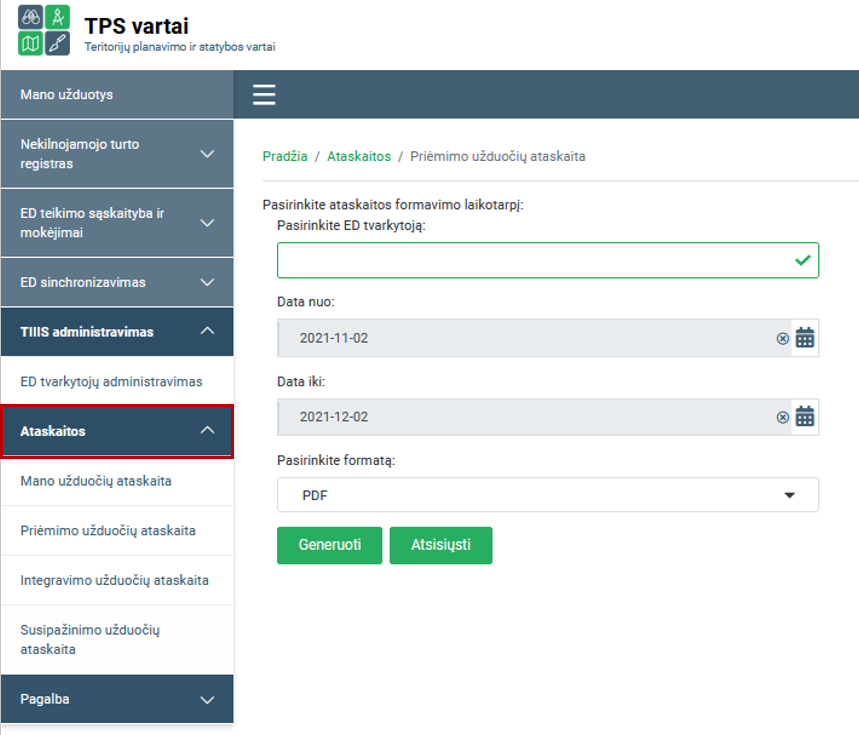 TPS vartai
Teritorijų planavimo ir statybos vartai
Mano užduotys
Nekilnojamojo turto
registras
ED teikimo sąskaityba ir
mokėjimai
ED sinchronizavimas
TIIIS administravimas
ED tvarkytojų administravimas
Ataskaitos
Mano užduočių ataskaita
Priėmimo užduočių ataskaita
Integravimo užduočių ataskaita
Susipažinimo užduočių
ataskaita
Pagalba
Pradžia / Ataskaitos / Priėmimo užduočių ataskaita
Pasirinkite ataskaitos formavimo laikotarpį:
Pasirinkite ED tvarkytoją:
Data nuo:
2021-11-02
Data iki:
2021-12-02
Pasirinkite formatą:
PDF
Generuoti
Atsisiųsti